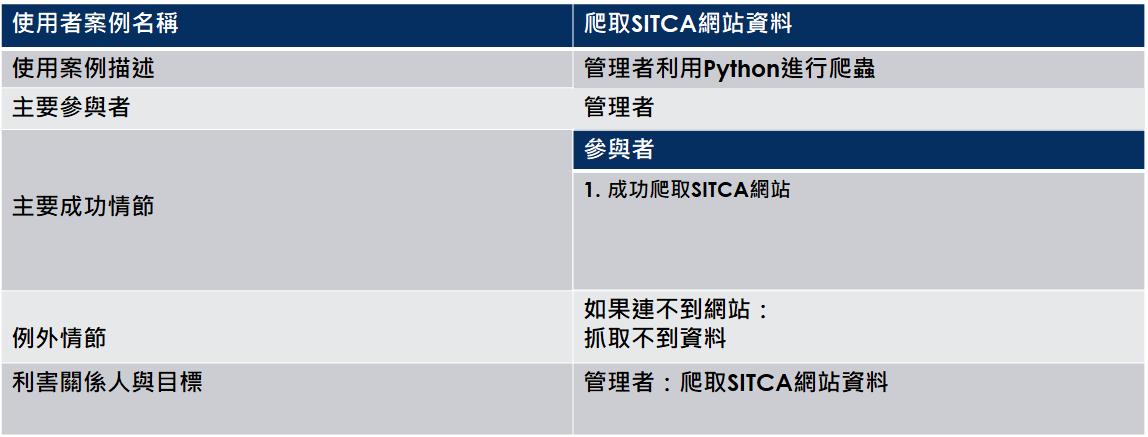 使用者案例名稱
爬取SITCA網站資料
使用案例描述
管理者利用Python進行爬蟲
主要參與者
管理者
主要成功情節
參與者
1. 成功爬取SITCA網站
例外情節
如果連不到網站：
抓取不到資料
利害關係人與目標
管理者：爬取SITCA網站資料